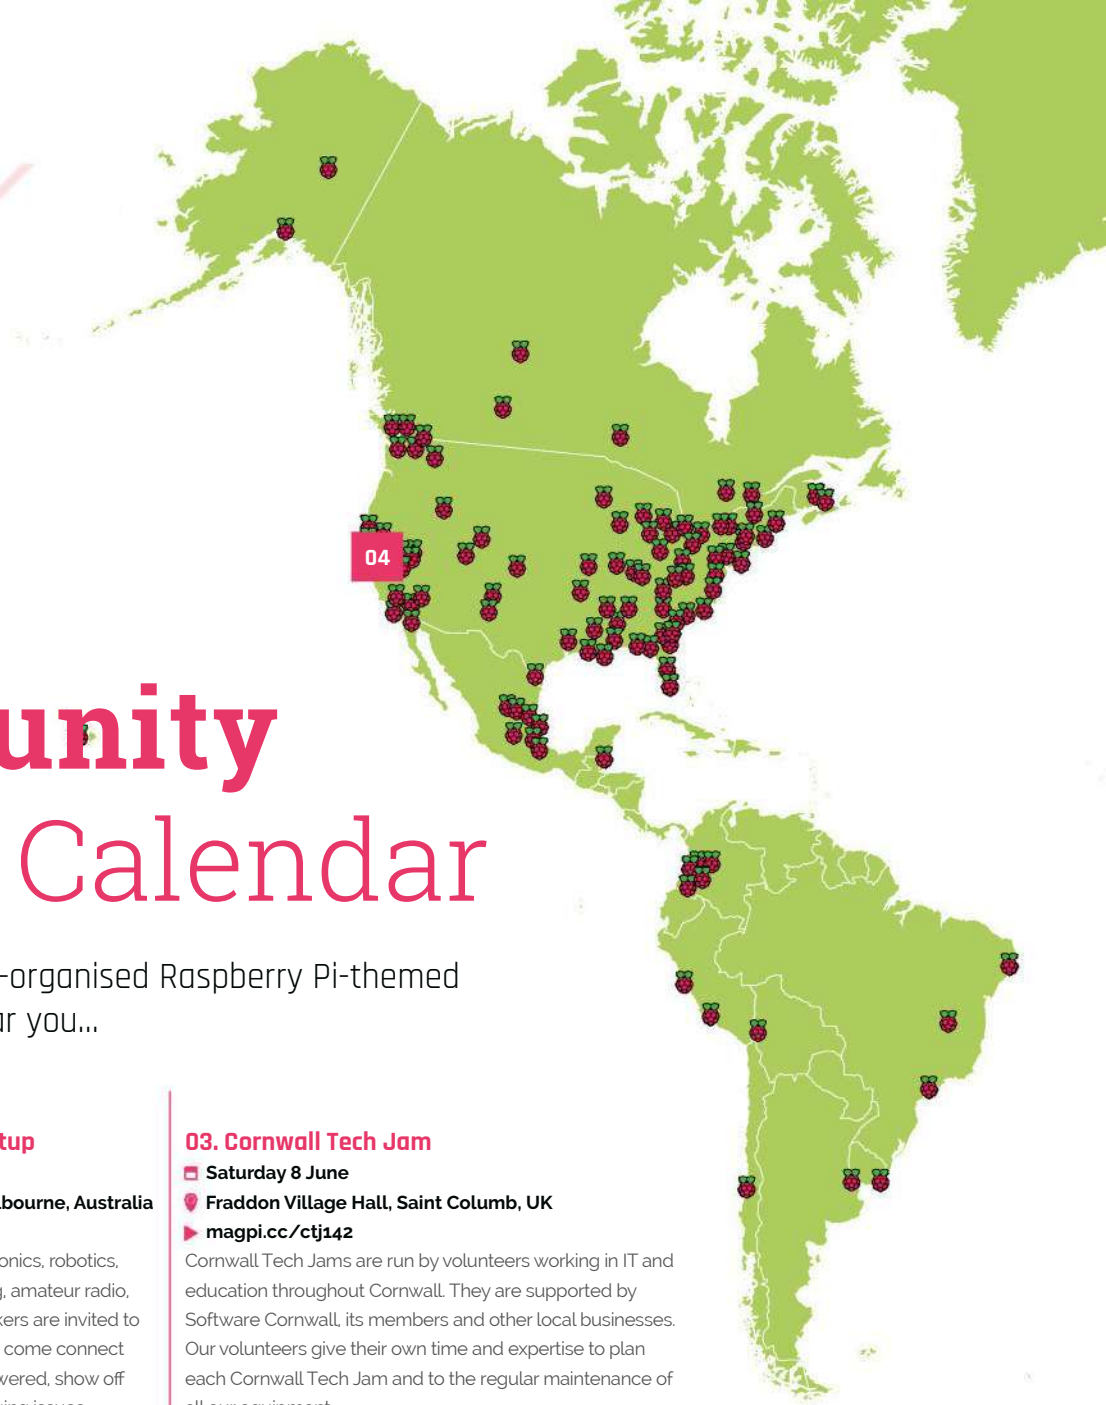 04
unity
Calendar
-organised Raspberry Pi-themed
you...
tup
lbourne, Australia
onics, robotics,
amateur radio,
kers are invited to
come connect
wered, show off
03. Cornwall Tech Jam
Saturday 8 June
Fraddon Village Hall, Saint Columb, UK
magpi.cc/ctj142
Cornwall Tech Jams are run by volunteers working in IT and
education throughout Cornwall. They are supported by
Software Cornwall, its members and other local businesses.
Our volunteers give their own time and expertise to plan
each Cornwall Tech Jam and to the regular maintenance of